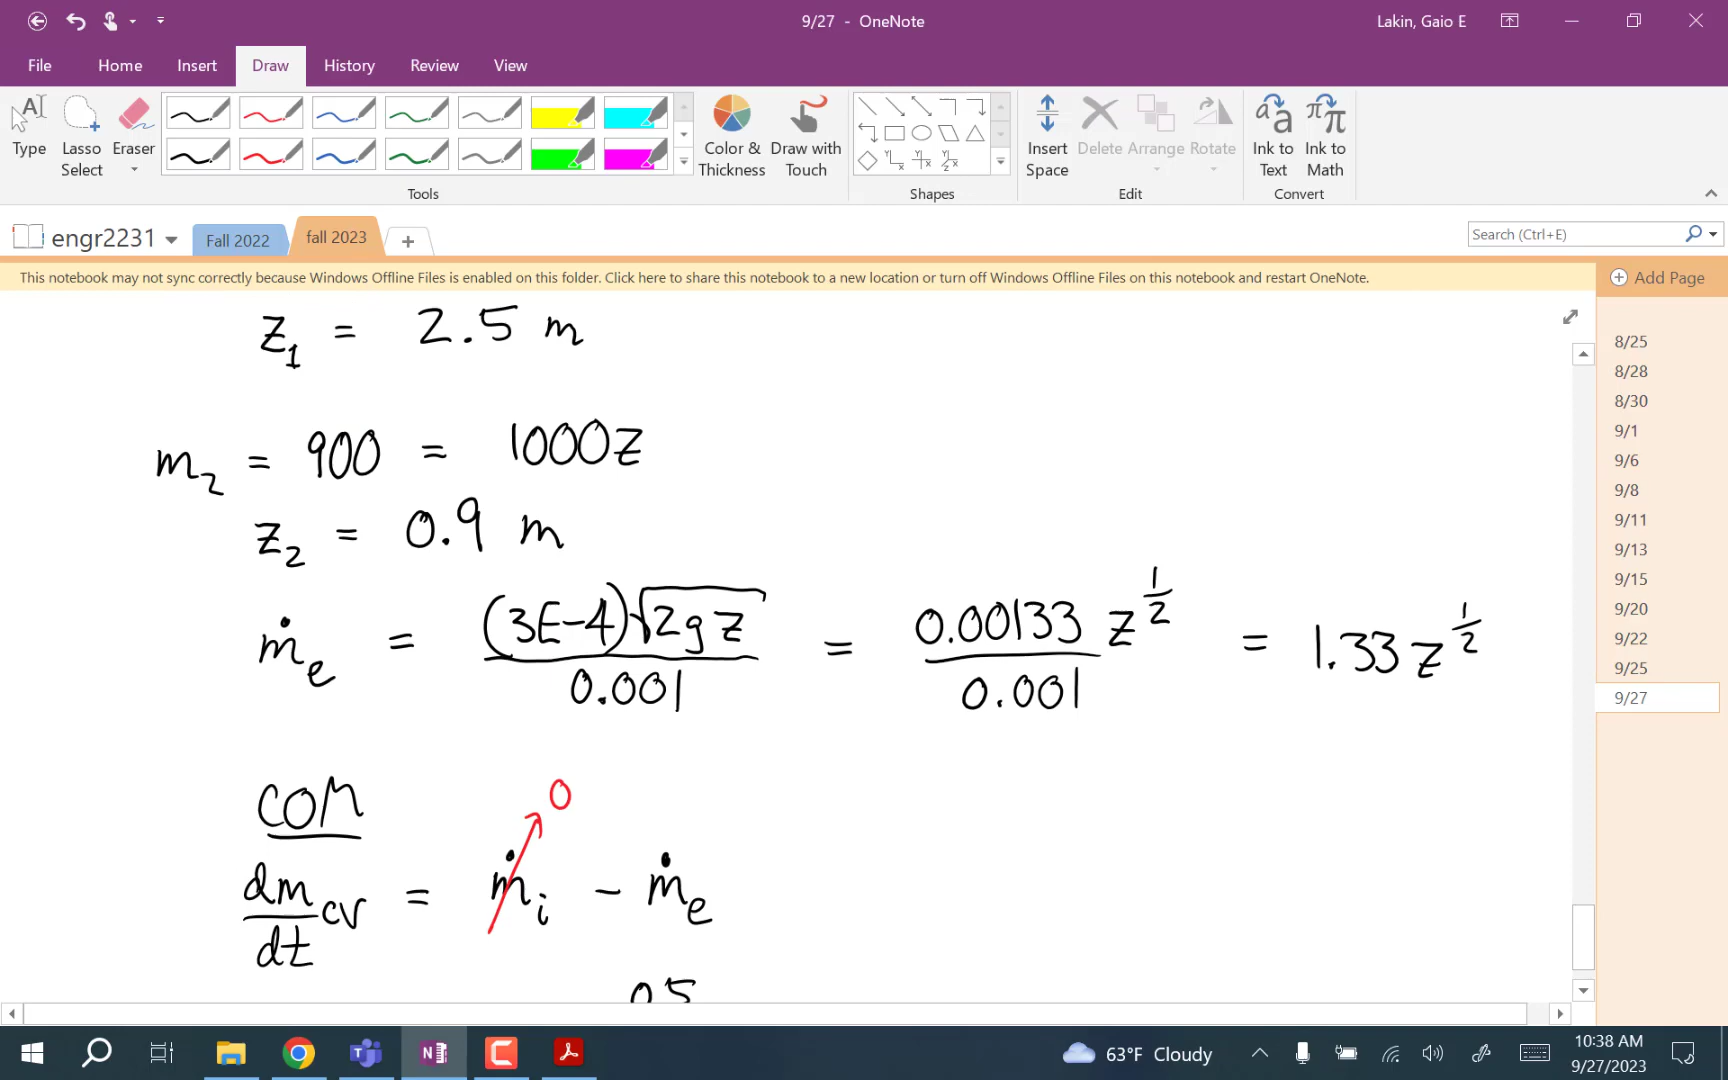 9/27 - OneNote
Lakin, Gaio E
File Home Insert Draw History Review View
Type
Lasso Select
Eraser
Color & Thickness
Draw with Touch
Insert Space
Delete Arrange Rotate
Ink to Text
Ink to Math
Tools Shapes Edit Convert
engr2231 Fall 2022 fall 2023 +
Search (Ctrl+E)
This notebook may not sync correctly because Windows Offline Files is enabled on this folder. Click here to share this notebook to a new location or turn off Windows Offline Files on this notebook and restart OneNote.
Add Page
8/25
8/28
8/30
9/1
9/6
9/8
9/11
9/13
9/15
9/20
9/22
9/25
9/27
z₁ = 2.5 m
m₂ = 900 = 1000z
z₂ = 0.9 m
ṁe = (3E-4)√(2gz) / 0.001 = 0.00133 z^(1/2) / 0.001 = 1.33 z^(1/2)
COM
0
dm/dt cv = ṁi - ṁe
0.5
63°F Cloudy
10:38 AM
9/27/2023